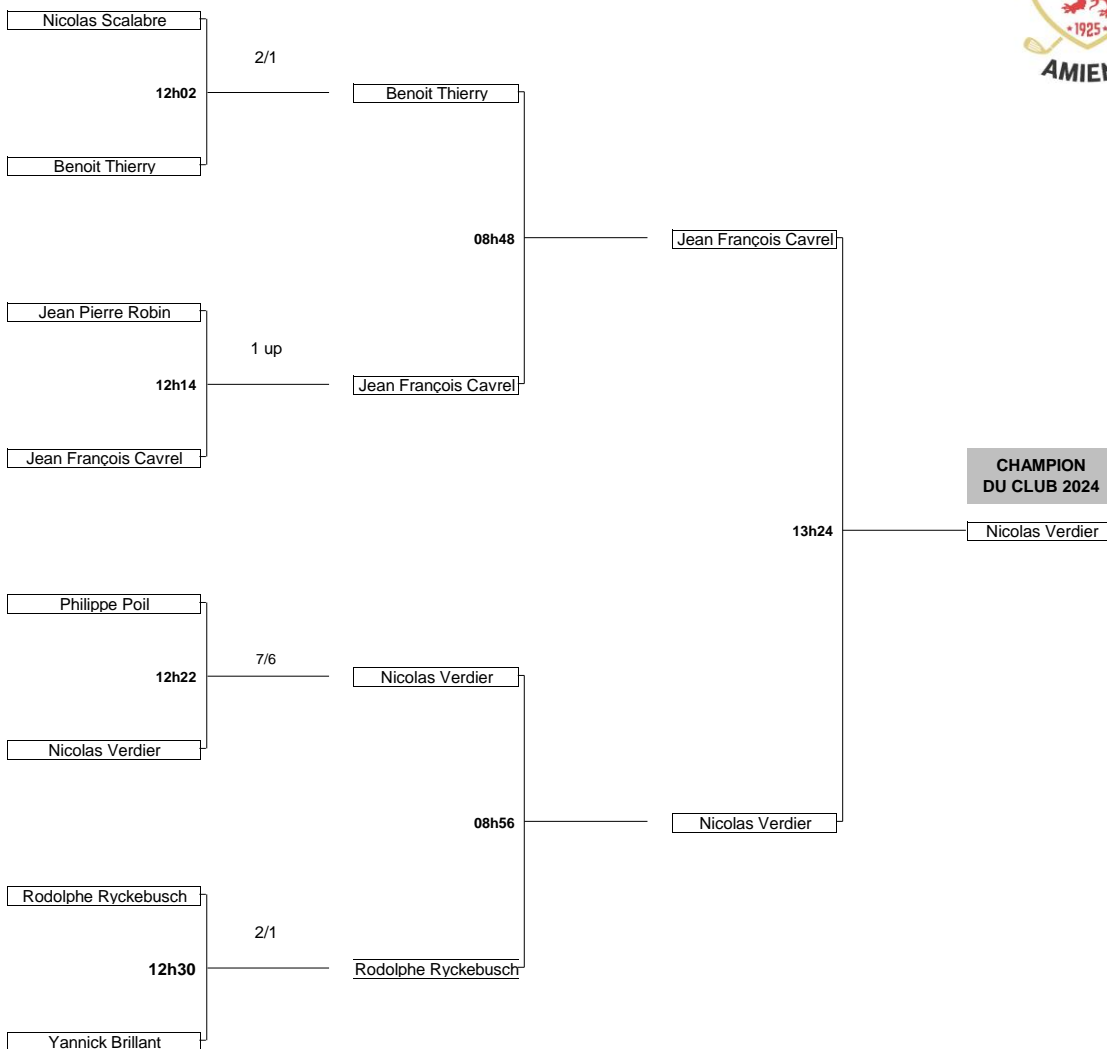 1925
Nicolas Scalabre
2/1
12h02
Benoit Thierry
Benoit Thierry
08h48
Jean François Cavrel
Jean Pierre Robin
1 up
12h14
Jean François Cavrel
Jean François Cavrel
CHAMPION
DU CLUB 2024
13h24
Nicolas Verdier
Philippe Poil
7/6
12h22
Nicolas Verdier
Nicolas Verdier
08h56
Nicolas Verdier
Rodolphe Ryckebusch
2/1
12h30
Rodolphe Ryckebusch
Yannick Brillant